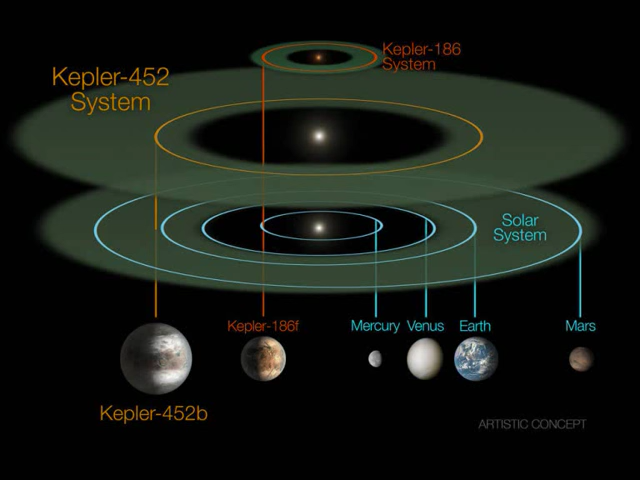 Kepler-186
System
Kepler-452
System
Solar
System
Kepler-186f
Mercury
Venus
Earth
Mars
Kepler-452b
ARTISTIC CONCEPT